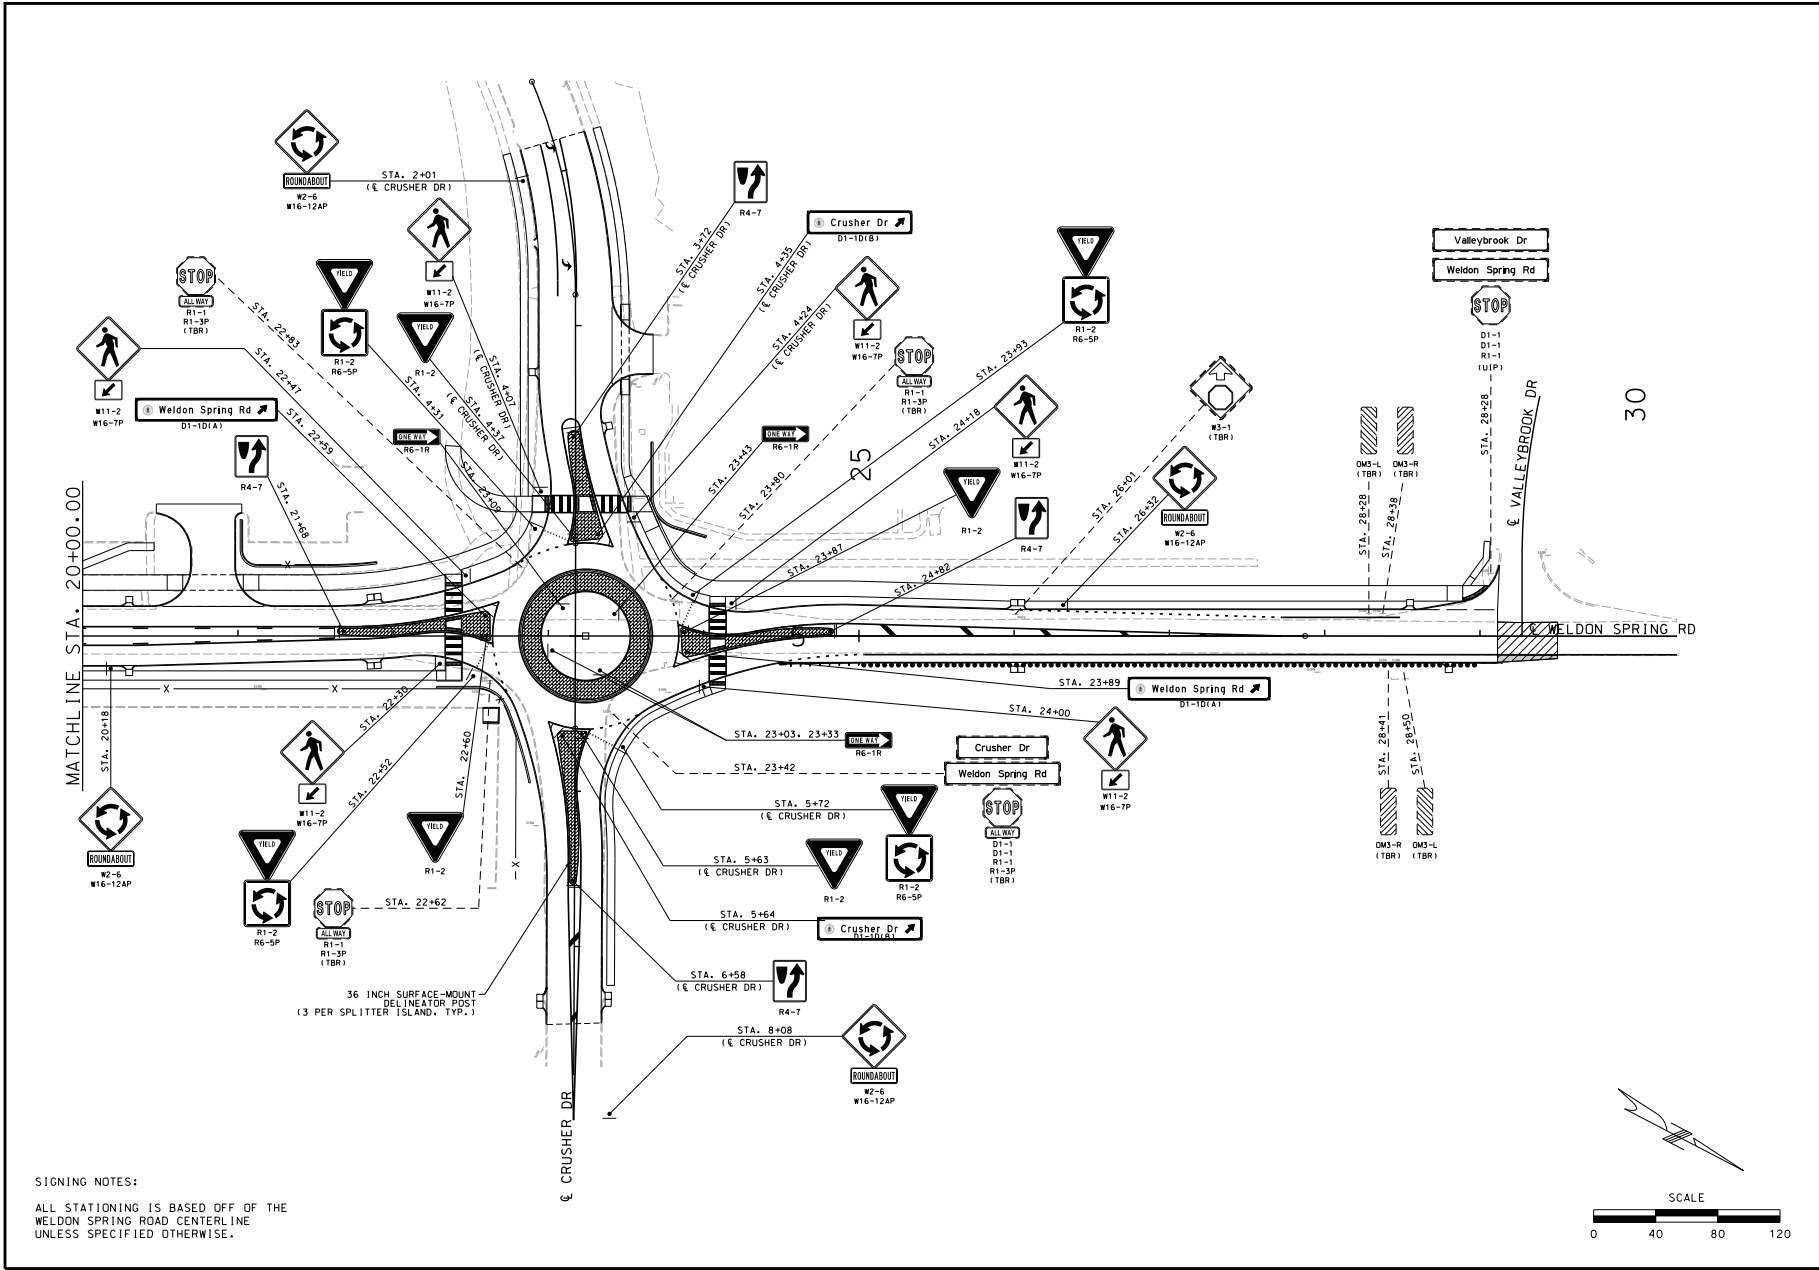 ROUNDABOUT
W2-6
W16-12AP
STA. 2+01
(℄ CRUSHER DR)
W11-2
W16-7P
STA. 4+07
(℄ CRUSHER DR)
R4-7
STA. 3+72
(℄ CRUSHER DR)
Crusher Dr
D1-1D(B)
STA. 4+35
(℄ CRUSHER DR)
W11-2
W16-7P
STA. 4+24
(℄ CRUSHER DR)
STOP
ALL WAY
R1-1
R1-3P
(TBR)
STA. 22+83
YIELD
R1-2
R6-5P
STA. 4+31
YIELD
R1-2
STA. 4+37
(℄ CRUSHER DR)
W11-2
W16-7P
STA. 22+47
Weldon Spring Rd
D1-1D(A)
STA. 22+59
R4-7
STA. 21+68
ONE WAY
R6-1R
STA. 23+09
ONE WAY
R6-1R
STA. 23+43
STOP
ALL WAY
R1-1
R1-3P
(TBR)
STA. 23+80
YIELD
R1-2
R6-5P
STA. 23+93
W11-2
W16-7P
STA. 24+18
YIELD
R1-2
STA. 23+87
R4-7
STA. 24+82
W3-1
(TBR)
STA. 26+01
ROUNDABOUT
W2-6
W16-12AP
STA. 26+32
25
30
OM3-L
(TBR)
STA. 28+28
OM3-R
(TBR)
STA. 28+38
Valleybrook Dr
Weldon Spring Rd
STOP
D1-1
D1-1
R1-1
(UIP)
STA. 28+28
℄ VALLEYBROOK DR
℄ WELDON SPRING RD
MATCHLINE STA. 20+00.00
STA. 20+18
ROUNDABOUT
W2-6
W16-12AP
STA. 22+30
W11-2
W16-7P
STA. 22+52
YIELD
R1-2
R6-5P
STA. 22+60
YIELD
R1-2
STOP
ALL WAY
R1-1
R1-3P
(TBR)
STA. 22+62
36 INCH SURFACE-MOUNT
DELINEATOR POST
(3 PER SPLITTER ISLAND, TYP.)
STA. 23+89
Weldon Spring Rd
D1-1D(A)
STA. 24+00
W11-2
W16-7P
STA. 23+03, 23+33
ONE WAY
R6-1R
STA. 23+42
Crusher Dr
Weldon Spring Rd
STOP
ALL WAY
D1-1
D1-1
R1-1
R1-3P
(TBR)
STA. 5+72
(℄ CRUSHER DR)
YIELD
R1-2
R6-5P
STA. 5+63
(℄ CRUSHER DR)
YIELD
R1-2
STA. 5+64
(℄ CRUSHER DR)
Crusher Dr
D1-1D(B)
STA. 6+58
(℄ CRUSHER DR)
R4-7
STA. 8+08
(℄ CRUSHER DR)
ROUNDABOUT
W2-6
W16-12AP
STA. 28+41
OM3-R
(TBR)
STA. 28+50
OM3-L
(TBR)
℄ CRUSHER DR
SIGNING NOTES:
ALL STATIONING IS BASED OFF OF THE
WELDON SPRING ROAD CENTERLINE
UNLESS SPECIFIED OTHERWISE.
SCALE
0 40 80 120